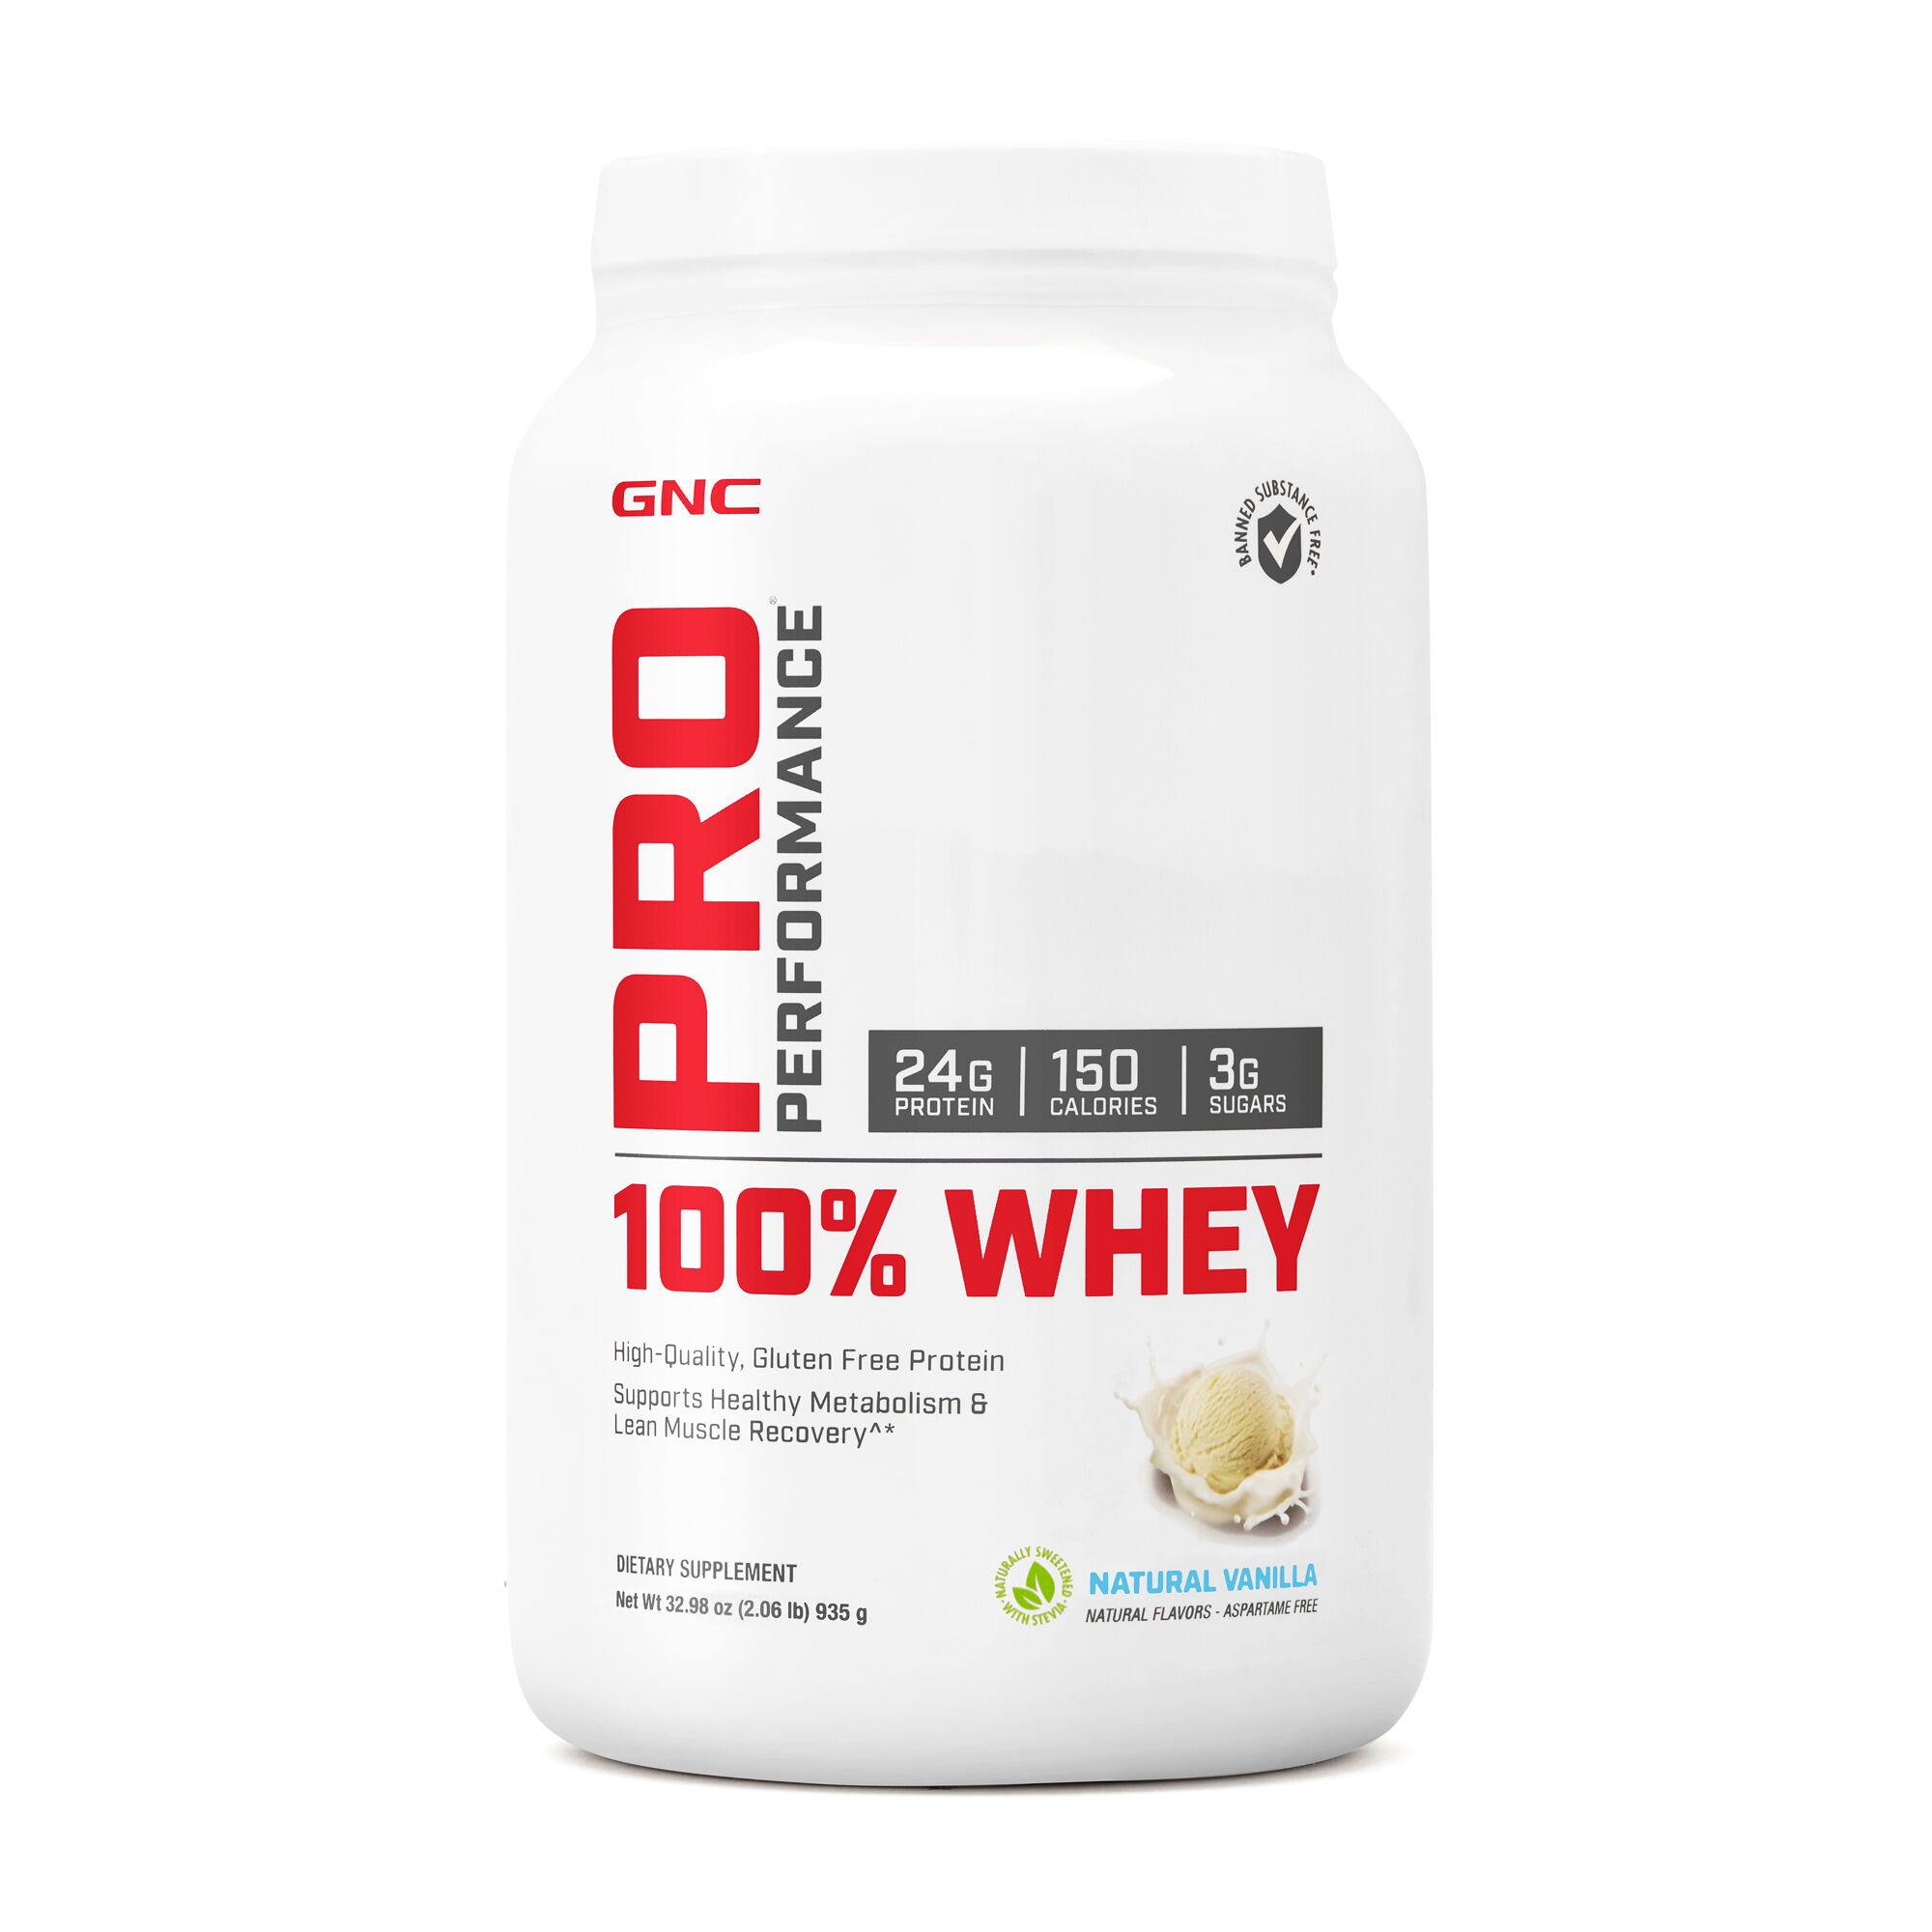 GNC
BANNED SUBSTANCE FREE
PRO
PERFORMANCE®
24G | 150 | 3G
PROTEIN | CALORIES | SUGARS
100% WHEY
High-Quality, Gluten Free Protein
Supports Healthy Metabolism &
Lean Muscle Recovery^*
DIETARY SUPPLEMENT
Net Wt 32.98 oz (2.06 lb) 935 g
NATURALLY SWEETENED
• WITH STEVIA •
NATURAL VANILLA
NATURAL FLAVORS - ASPARTAME FREE